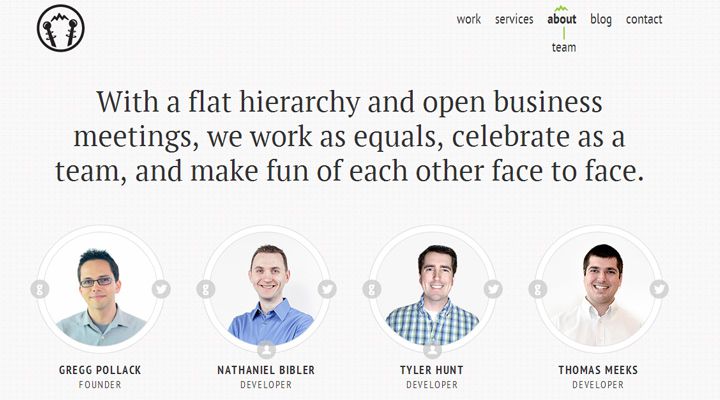 work services about blog contact
team
With a flat hierarchy and open business
meetings, we work as equals, celebrate as a
team, and make fun of each other face to face.
GREGG POLLACK NATHANIEL BIBLER TYLER HUNT THOMAS MEEKS
FOUNDER DEVELOPER DEVELOPER DEVELOPER